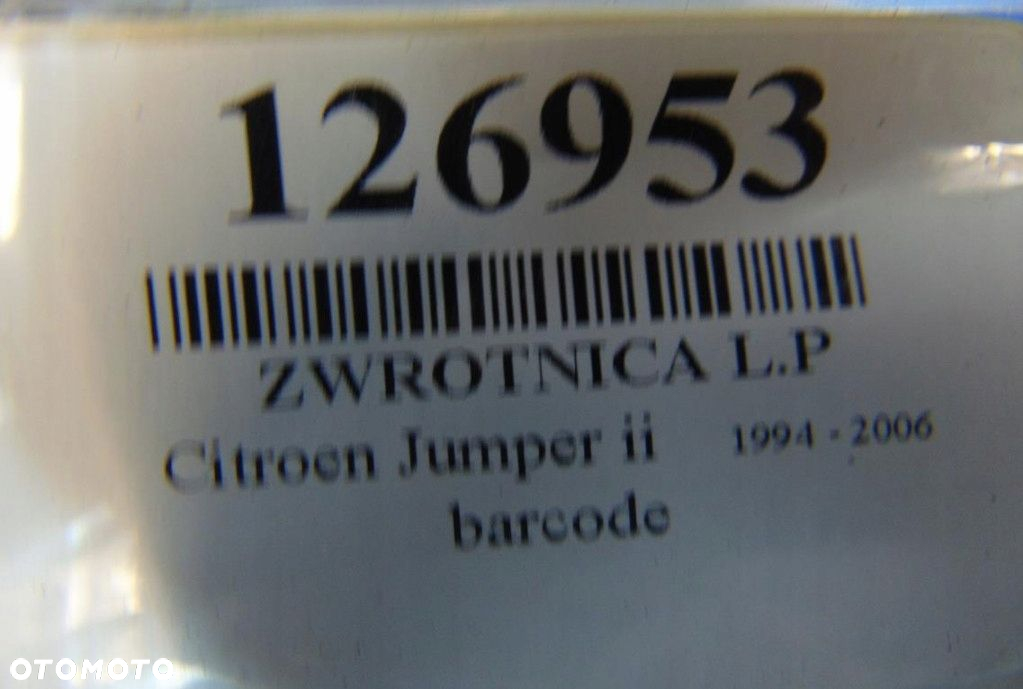 126953
ZWROTNICA L.P
Citroen Jumper ii 1994 - 2006
barcode
OTOMOTO